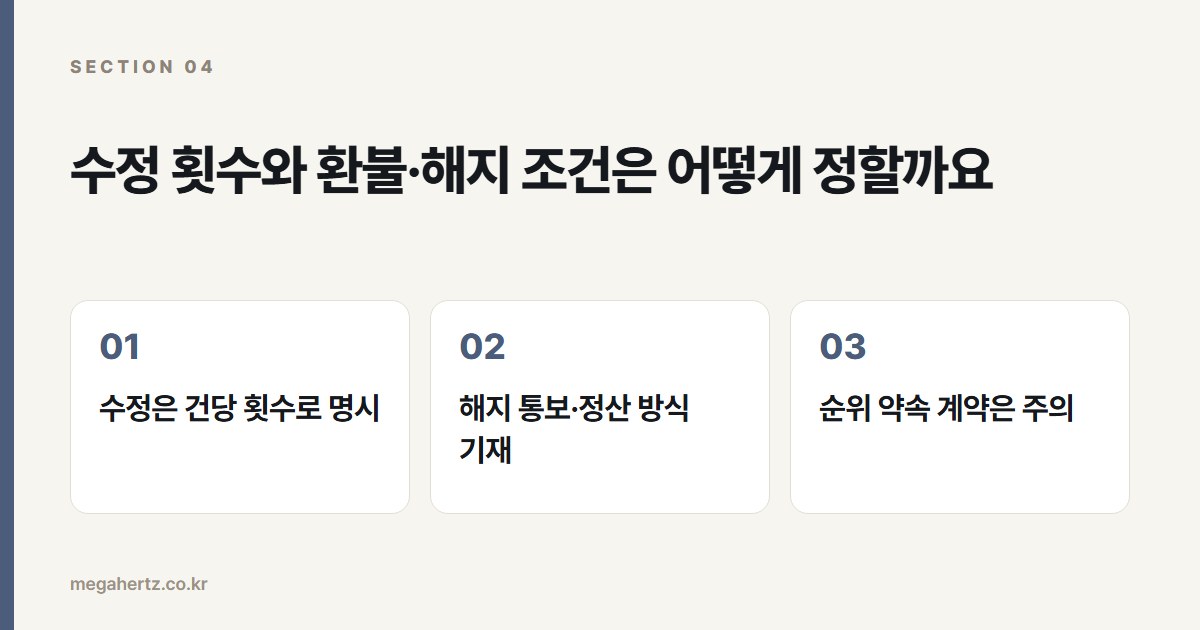 SECTION 04
수정 횟수와 환불·해지 조건은 어떻게 정할까요
01
수정은 건당 횟수로 명시
02
해지 통보·정산 방식
기재
03
순위 약속 계약은 주의
megahertz.co.kr